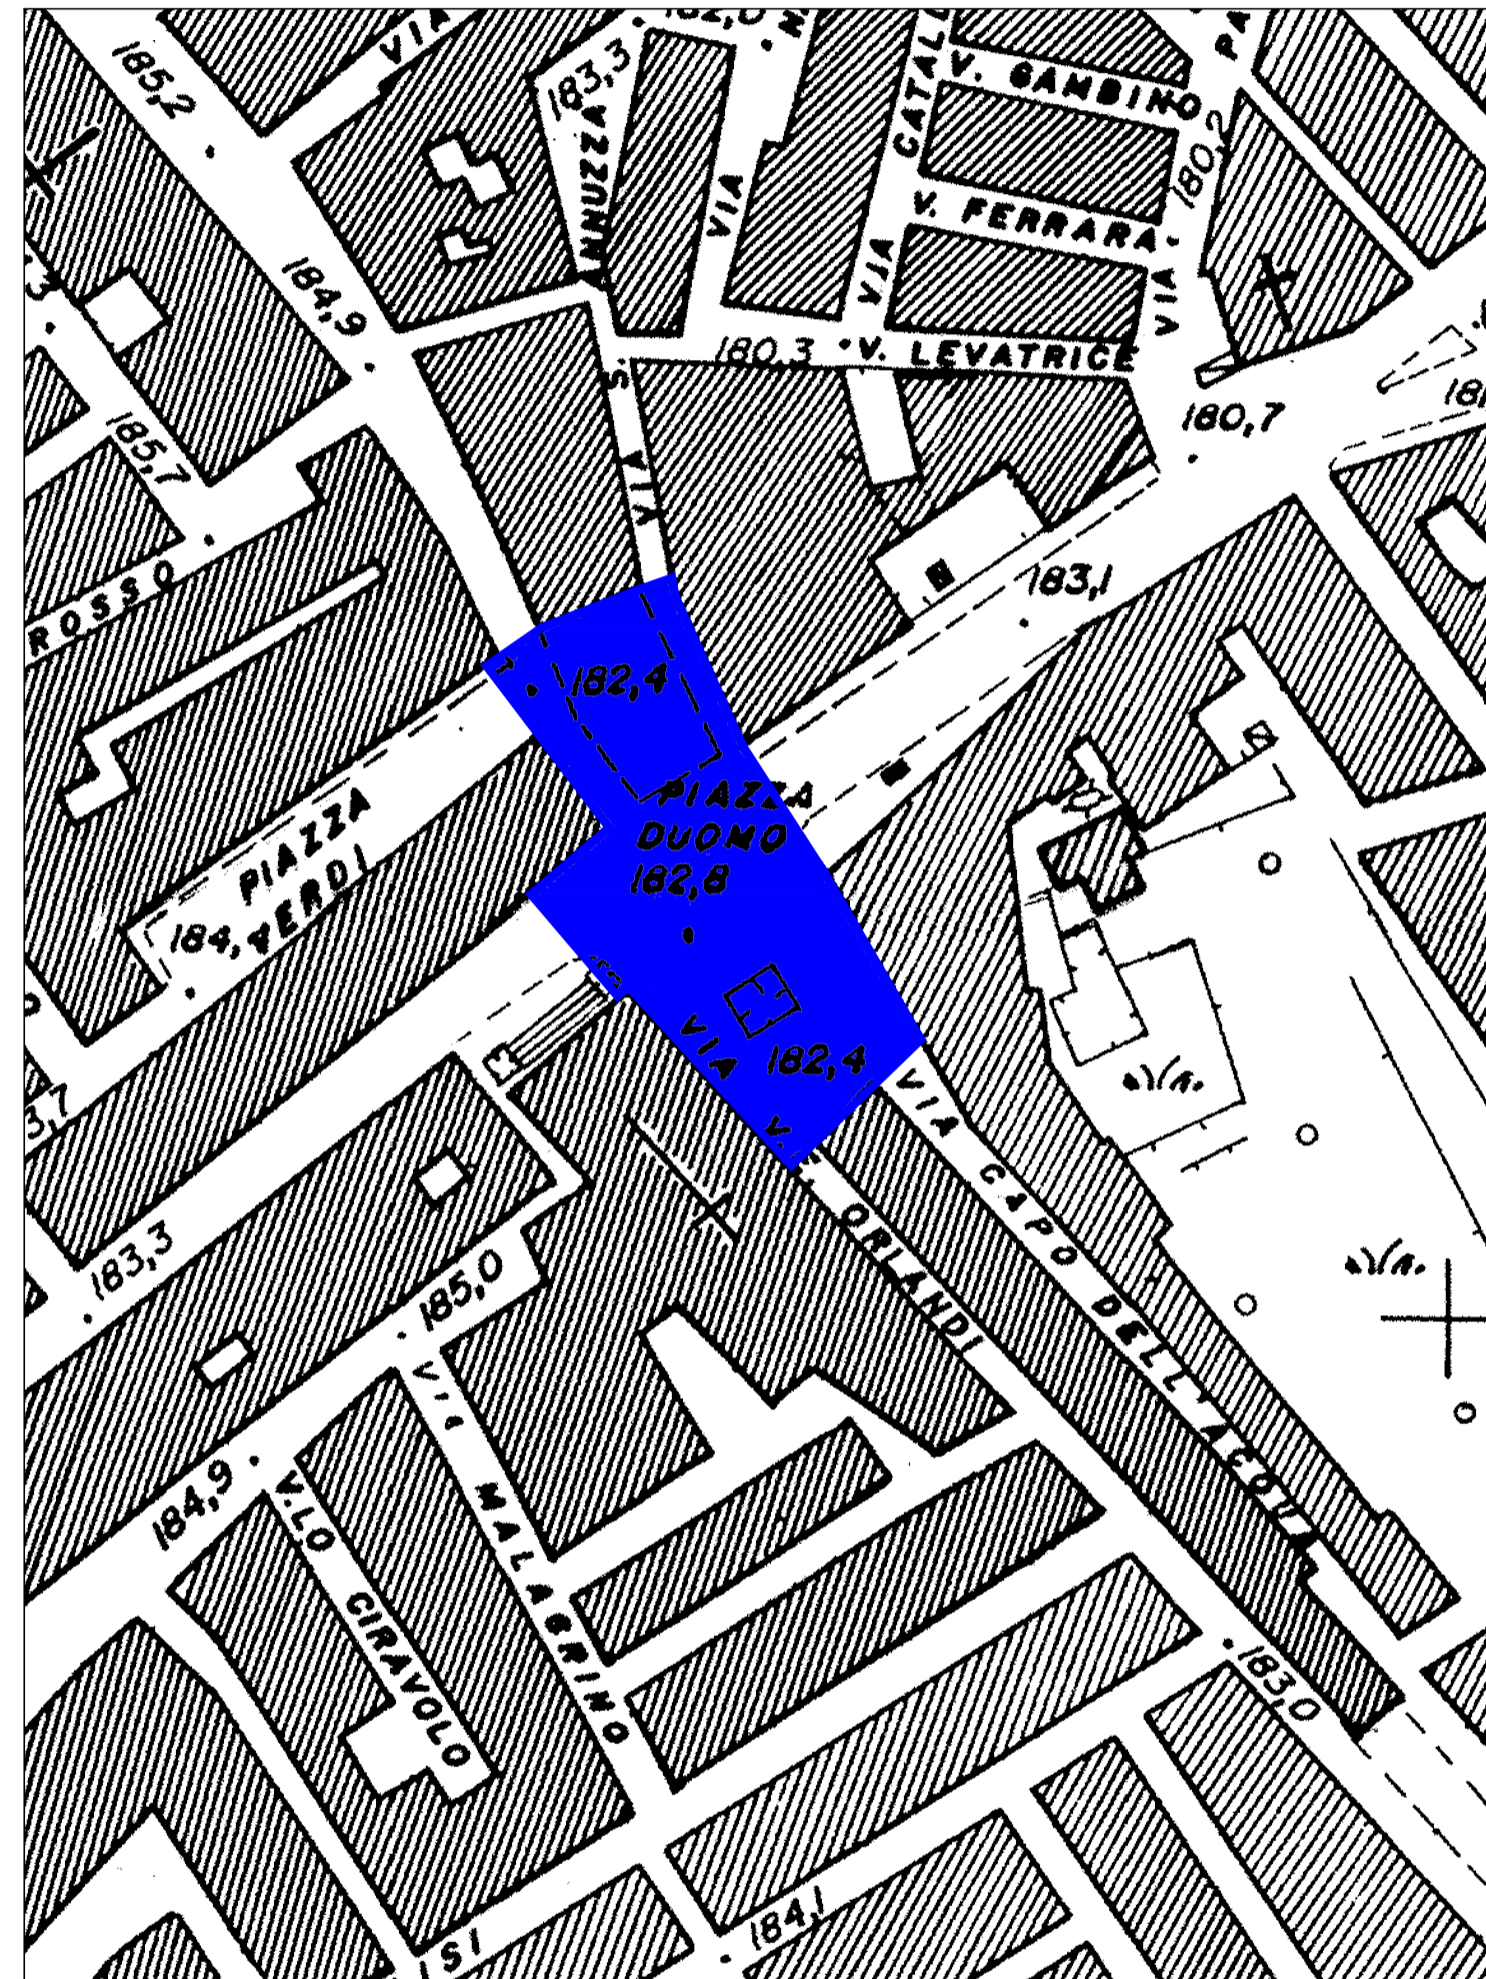 VIA
182,0
185,2
183,3
V. GAMBINO
180,2
VIA
V. FERRARA
VIA
VIA
184,9
180,3
V. LEVATRICE
180,7
185,7
VIA S.
ROSSO
183,1
182,4
PIAZZA
DUOMO
182,8
PIAZZA
VERDI
182,4
VIA V. E. ORLANDI
VIA CAPO DELL'ACQUA
183,3
185,0
184,9
VIA MALAGRINO
V.LO CIRAVOLO
183,0
184,1